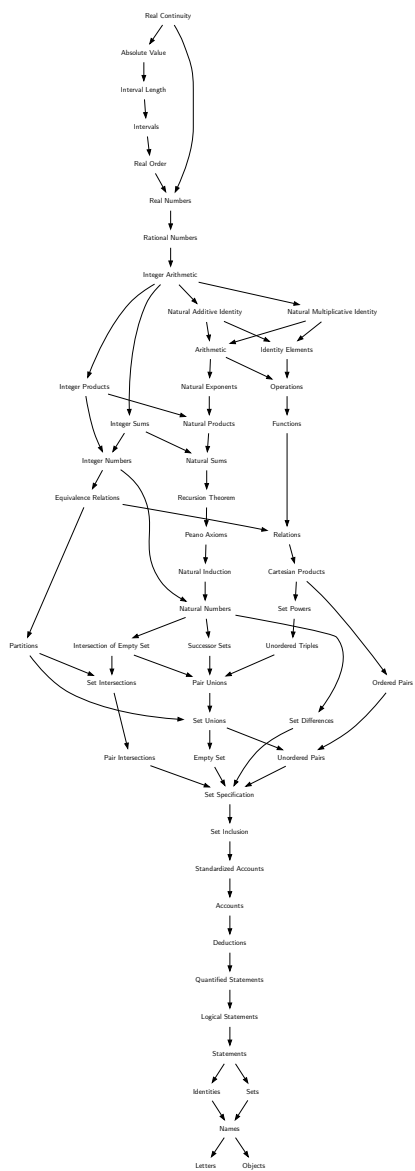 Real Continuity
Absolute Value
Interval Length
Intervals
Real Order
Real Numbers
Rational Numbers
Integer Arithmetic
Natural Additive Identity
Natural Multiplicative Identity
Arithmetic
Identity Elements
Integer Products
Natural Exponents
Operations
Integer Sums
Natural Products
Functions
Integer Numbers
Natural Sums
Equivalence Relations
Recursion Theorem
Peano Axioms
Relations
Natural Induction
Cartesian Products
Natural Numbers
Set Powers
Partitions
Intersection of Empty Set
Successor Sets
Unordered Triples
Set Intersections
Pair Unions
Ordered Pairs
Set Unions
Set Differences
Pair Intersections
Empty Set
Unordered Pairs
Set Specification
Set Inclusion
Standardized Accounts
Accounts
Deductions
Quantified Statements
Logical Statements
Statements
Identities
Sets
Names
Letters
Objects